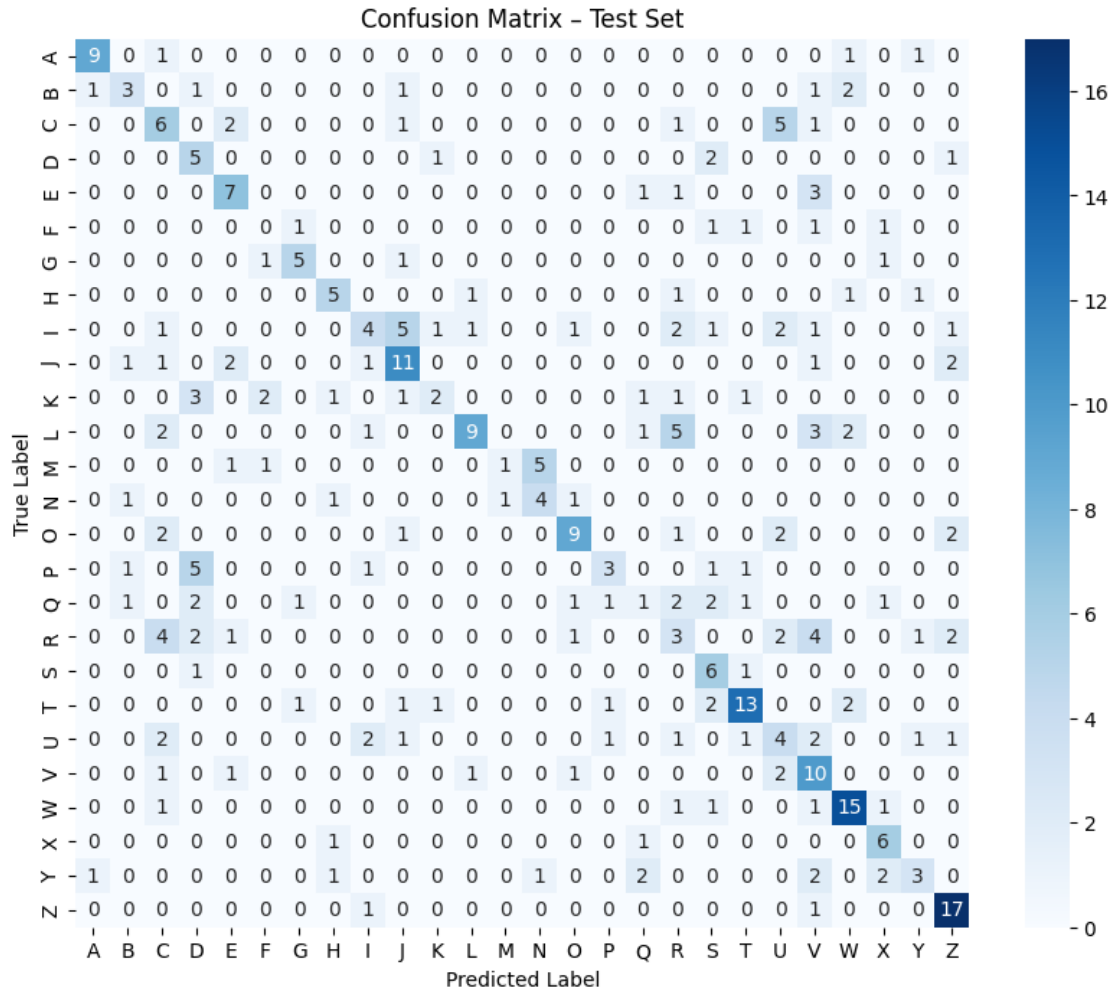 Confusion Matrix – Test Set
A 9 0 1 0 0 0 0 0 0 0 0 0 0 0 0 0 0 0 0 0 0 0 1 0 1 0
B 1 3 0 1 0 0 0 0 0 1 0 0 0 0 0 0 0 0 0 0 0 1 2 0 0 0
C 0 0 6 0 2 0 0 0 0 1 0 0 0 0 0 0 0 1 0 0 5 1 0 0 0 0
D 0 0 0 5 0 0 0 0 0 0 1 0 0 0 0 0 0 0 2 0 0 0 0 0 0 1
E 0 0 0 0 7 0 0 0 0 0 0 0 0 0 0 0 1 1 0 0 0 3 0 0 0 0
F 0 0 0 0 0 0 1 0 0 0 0 0 0 0 0 0 0 0 1 1 0 1 0 1 0 0
G 0 0 0 0 0 1 5 0 0 1 0 0 0 0 0 0 0 0 0 0 0 0 0 1 0 0
H 0 0 0 0 0 0 0 5 0 0 0 1 0 0 0 0 0 1 0 0 0 0 1 0 1 0
I 0 0 1 0 0 0 0 0 4 5 1 1 0 0 1 0 0 2 1 0 2 1 0 0 0 1
J 0 1 1 0 2 0 0 0 1 11 0 0 0 0 0 0 0 0 0 0 0 1 0 0 0 2
K 0 0 0 3 0 2 0 1 0 1 2 0 0 0 0 0 1 1 0 1 0 0 0 0 0 0
L 0 0 2 0 0 0 0 0 1 0 0 9 0 0 0 0 1 5 0 0 0 3 2 0 0 0
M 0 0 0 0 1 1 0 0 0 0 0 0 1 5 0 0 0 0 0 0 0 0 0 0 0 0
N 0 1 0 0 0 0 0 1 0 0 0 0 1 4 1 0 0 0 0 0 0 0 0 0 0 0
O 0 0 2 0 0 0 0 0 0 1 0 0 0 0 9 0 0 1 0 0 2 0 0 0 0 2
P 0 1 0 5 0 0 0 0 1 0 0 0 0 0 0 3 0 0 1 1 0 0 0 0 0 0
Q 0 1 0 2 0 0 1 0 0 0 0 0 0 0 1 1 1 2 2 1 0 0 0 1 0 0
R 0 0 4 2 1 0 0 0 0 0 0 0 0 0 1 0 0 3 0 0 2 4 0 0 1 2
S 0 0 0 1 0 0 0 0 0 0 0 0 0 0 0 0 0 0 6 1 0 0 0 0 0 0
T 0 0 0 0 0 0 1 0 0 1 1 0 0 0 0 1 0 0 2 13 0 0 2 0 0 0
U 0 0 2 0 0 0 0 0 2 1 0 0 0 0 0 1 0 1 0 1 4 2 0 0 1 1
V 0 0 1 0 1 0 0 0 0 0 0 1 0 0 1 0 0 0 0 0 2 10 0 0 0 0
W 0 0 1 0 0 0 0 0 0 0 0 0 0 0 0 0 0 1 1 0 0 1 15 1 0 0
X 0 0 0 0 0 0 0 1 0 0 0 0 0 0 0 0 1 0 0 0 0 0 0 6 0 0
Y 1 0 0 0 0 0 0 1 0 0 0 0 0 1 0 0 2 0 0 0 0 2 0 2 3 0
Z 0 0 0 0 0 0 0 0 1 0 0 0 0 0 0 0 0 0 0 0 0 1 0 0 0 17
A B C D E F G H I J K L M N O P Q R S T U V W X Y Z
Predicted Label
True Label
16
14
12
10
8
6
4
2
0